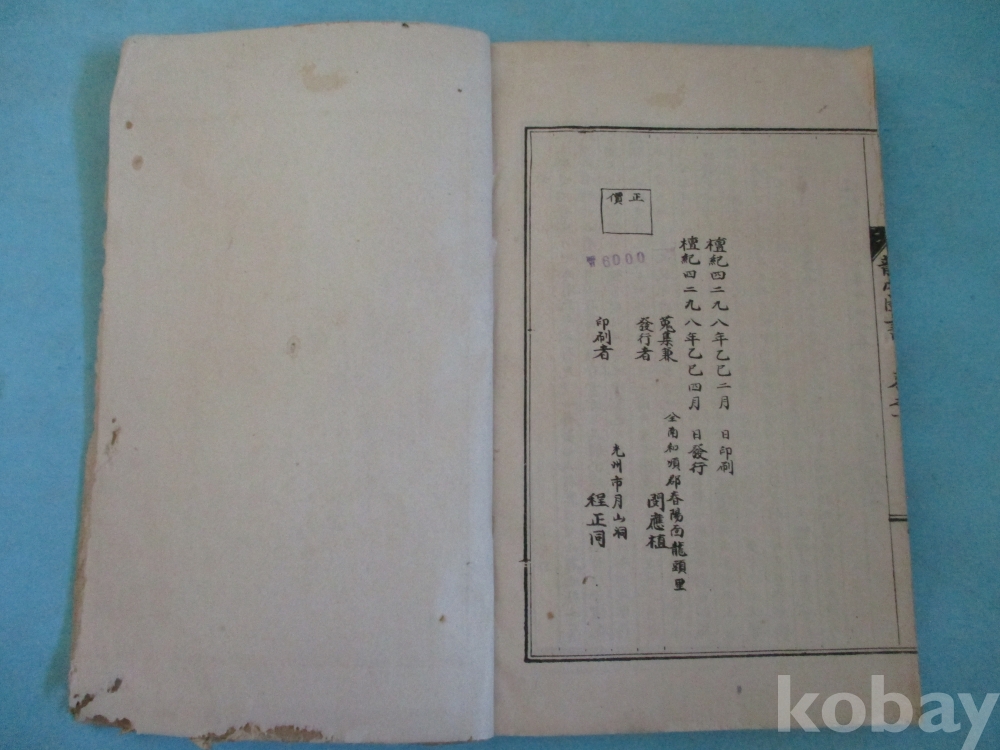 檀紀四二九八年乙巳二月 日印刷
檀紀四二九八年乙巳四月 日發行
全南和順郡春陽面龍頭里
蒐集兼
發行者 閔應植
光州市月山洞
印刷者 程正同
正價
₩6000
kobay